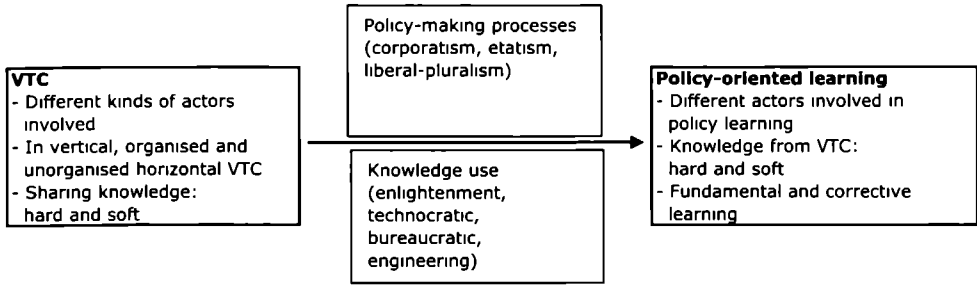 Policy-making processes
(corporatism, etatism,
liberal-pluralism)
VTC
- Different kinds of actors
involved
- In vertical, organised and
unorganised horizontal VTC
- Sharing knowledge:
hard and soft
Knowledge use
(enlightenment,
technocratic,
bureaucratic,
engineering)
Policy-oriented learning
- Different actors involved in
policy learning
- Knowledge from VTC:
hard and soft
- Fundamental and corrective
learning